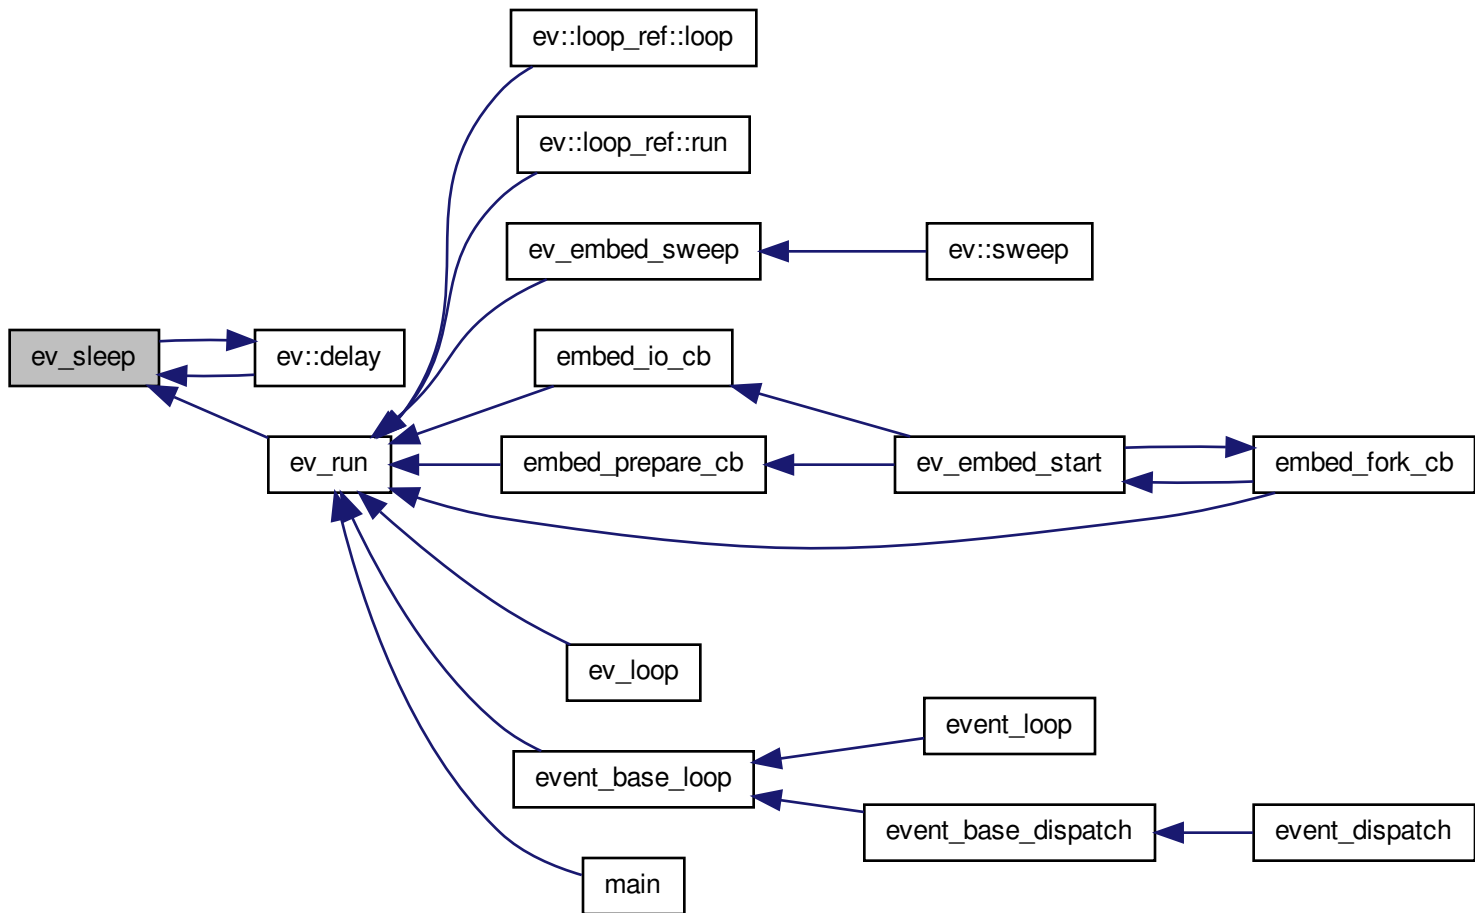 ev::loop_ref::loop
ev::loop_ref::run
ev_embed_sweep
ev::sweep
ev_sleep
ev::delay
embed_io_cb
ev_run
embed_prepare_cb
ev_embed_start
embed_fork_cb
ev_loop
event_loop
event_base_loop
event_base_dispatch
event_dispatch
main